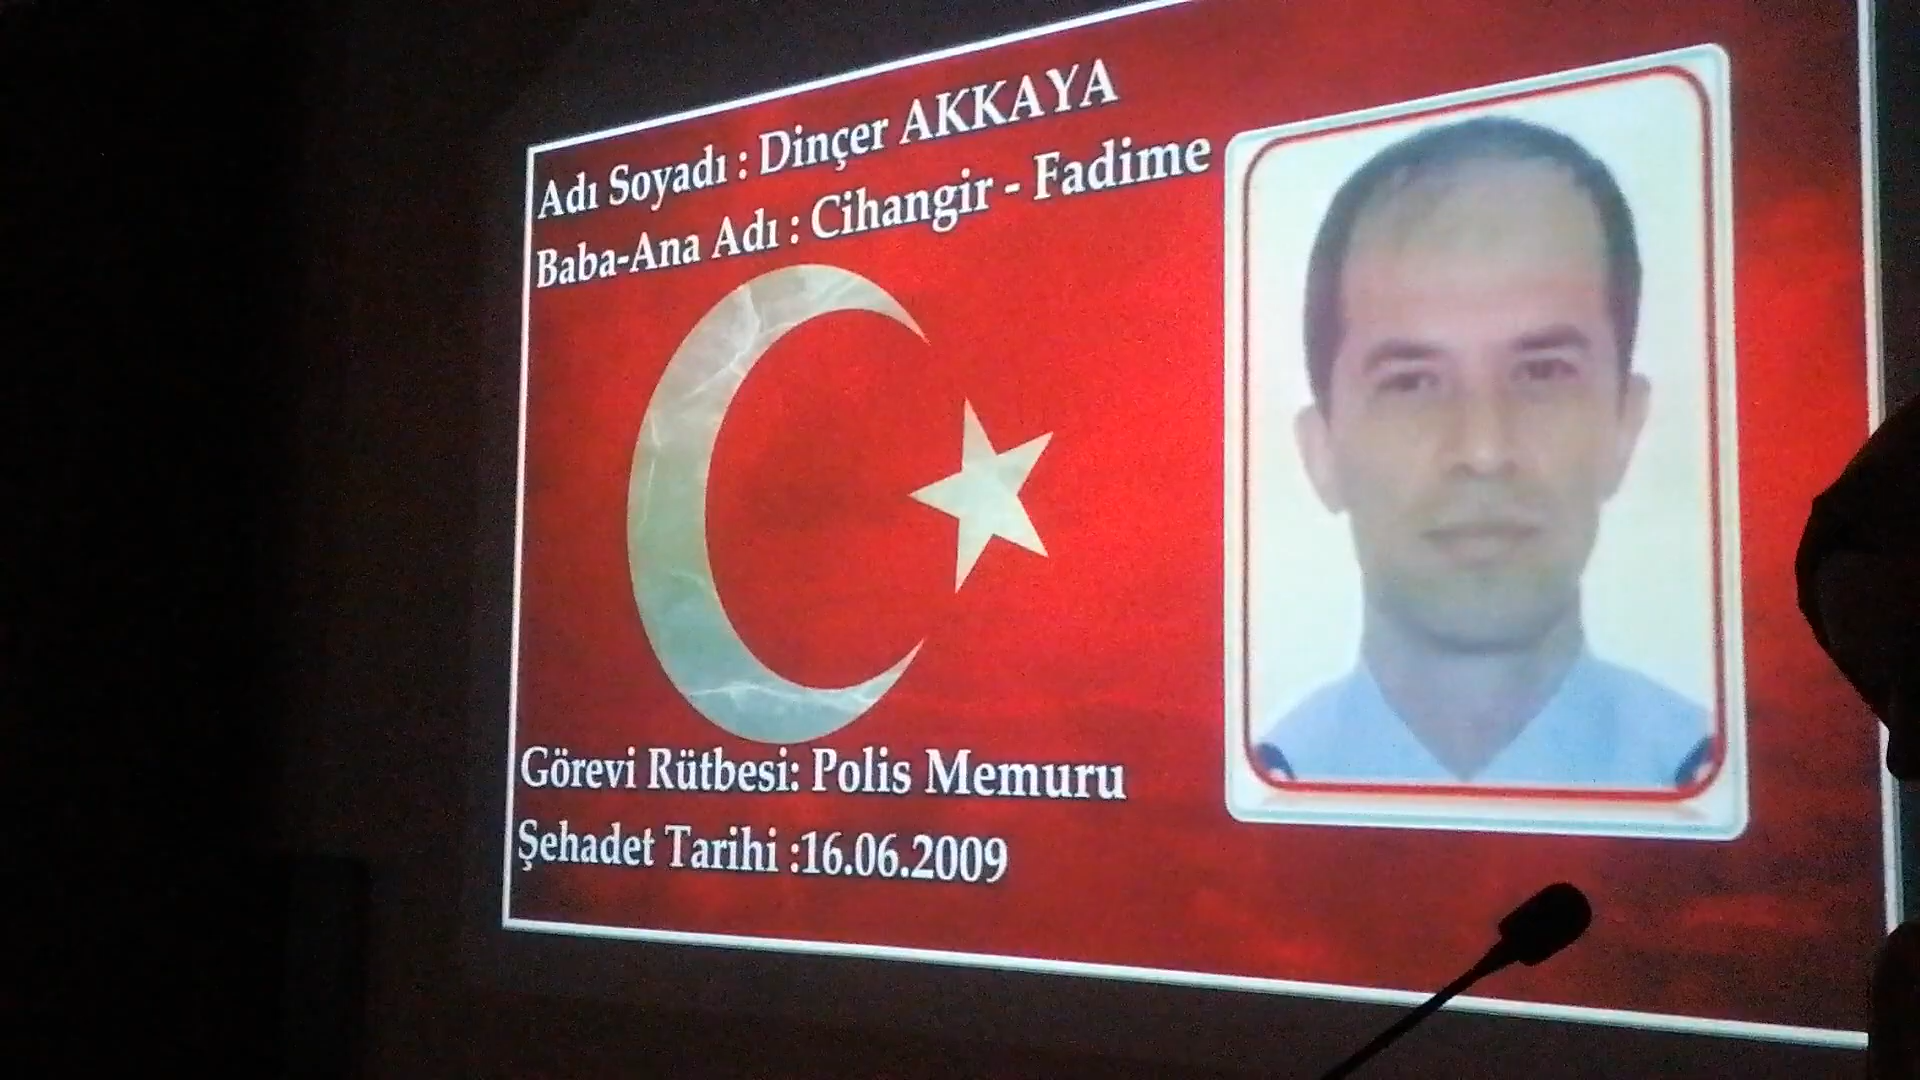 Adı Soyadı : Dinçer AKKAYA
Baba-Ana Adı : Cihangir - Fadime
Görevi Rütbesi: Polis Memuru
Şehadet Tarihi :16.06.2009